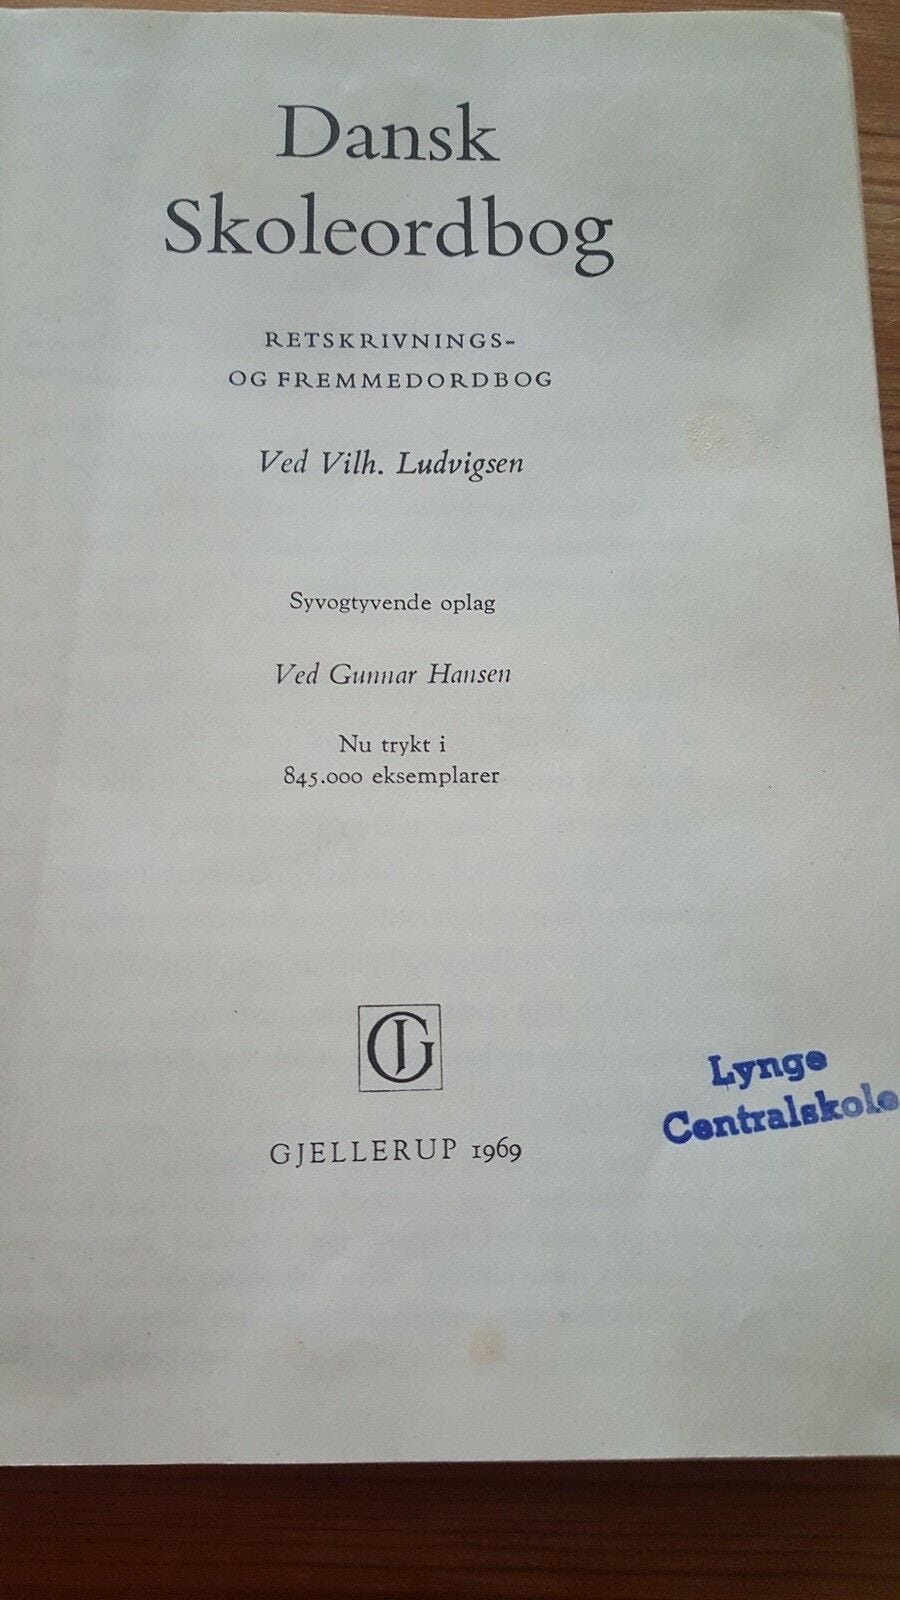 Dansk
Skoleordbog
RETSKRIVNINGS-
OG FREMMEDORDBOG
Ved Vilh. Ludvigsen
Syvogtyvende oplag
Ved Gunnar Hansen
Nu trykt i
845.000 eksemplarer
GJELLERUP 1969
Lynge
Centralskole